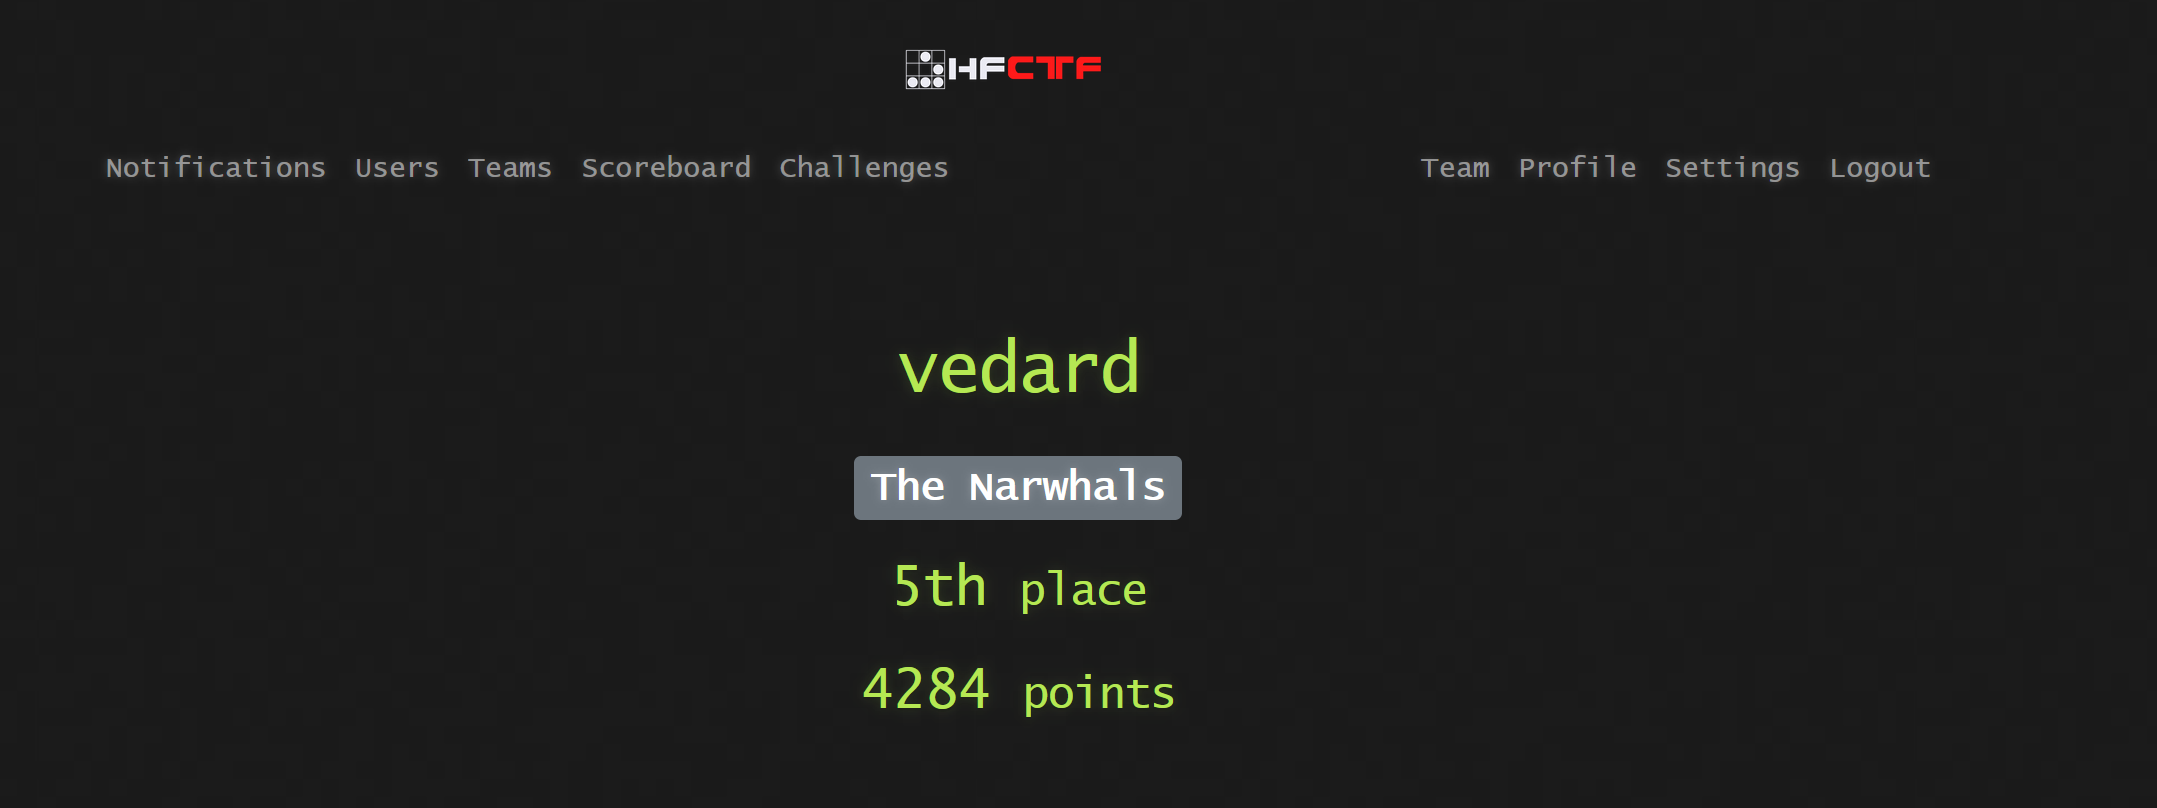 HFCTF
Notifications Users Teams Scoreboard Challenges Team Profile Settings Logout
vedard
The Narwhals
5th place
4284 points